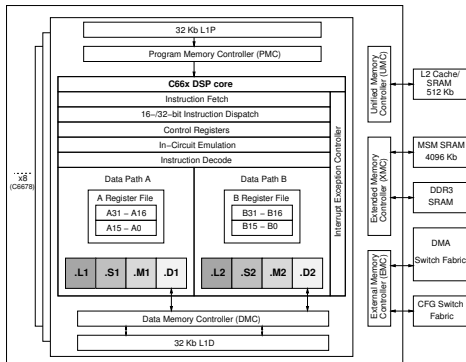 32 Kb L1P
Program Memory Controller (PMC)
C66x DSP core
Instruction Fetch
16-/32-bit Instruction Dispatch
Control Registers
In-Circuit Emulation
Instruction Decode
Interrupt Exception Controller
Data Path A
A Register File
A31 – A16
A15 – A0
.L1 .S1 .M1 .D1
Data Path B
B Register File
B31 – B16
B15 – B0
.L2 .S2 .M2 .D2
Data Memory Controller (DMC)
32 Kb L1D
x8
(C6678)
Unified Memory
Controller (UMC)
L2 Cache/
SRAM
512 Kb
Extended Memory
Controller (XMC)
MSM SRAM
4096 Kb
DDR3
SRAM
External Memory
Controller (EMC)
DMA
Switch Fabric
CFG Switch
Fabric